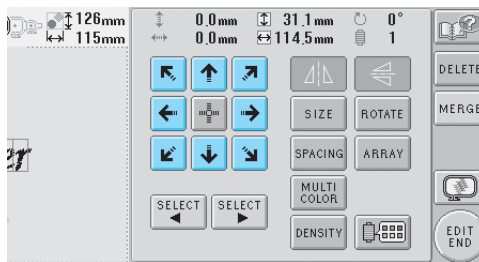 126mm
115mm
0.0mm 31.1mm 0°
0.0mm 114.5mm 1
DELETE
SIZE ROTATE MERGE
SPACING ARRAY
SELECT SELECT
MULTI
COLOR
DENSITY
EDIT
END